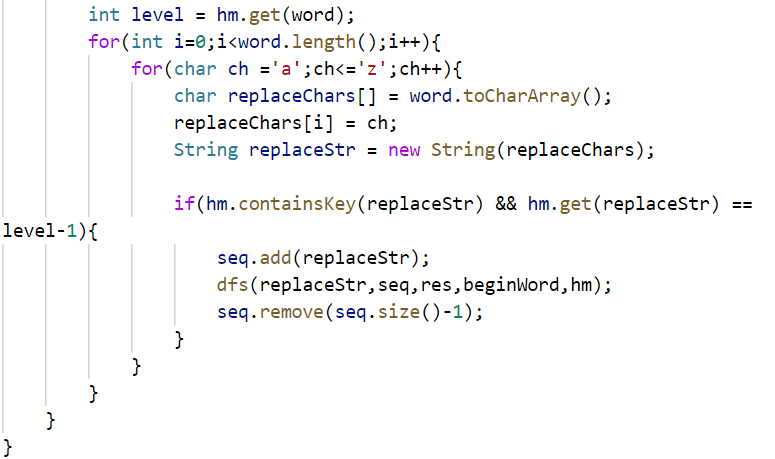 int level = hm.get(word);
for(int i=0;i<word.length();i++){
for(char ch ='a';ch<='z';ch++){
char replaceChars[] = word.toCharArray();
replaceChars[i] = ch;
String replaceStr = new String(replaceChars);
if(hm.containsKey(replaceStr) && hm.get(replaceStr) ==
level-1){
seq.add(replaceStr);
dfs(replaceStr,seq,res,beginWord,hm);
seq.remove(seq.size()-1);
}
}
}
}
}